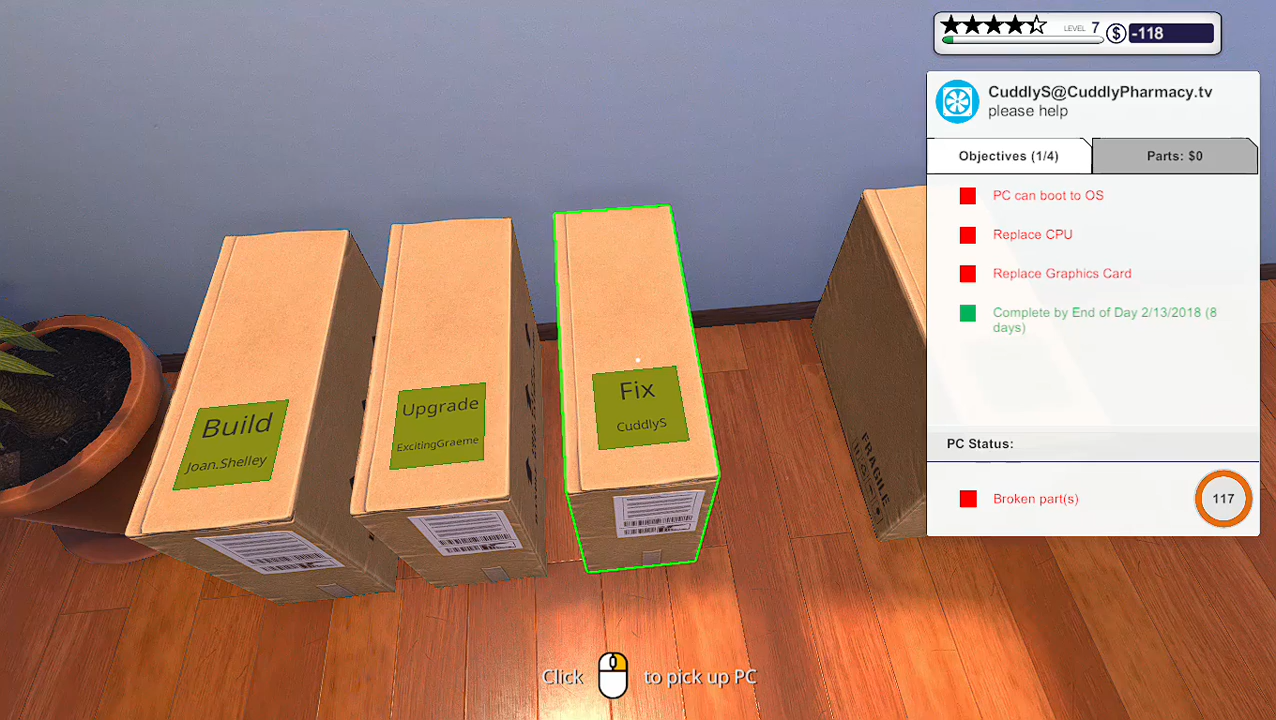 LEVEL 7
$ -118
CuddlyS@CuddlyPharmacy.tv
please help
Objectives (1/4)
Parts: $0
PC can boot to OS
Replace CPU
Replace Graphics Card
Complete by End of Day 2/13/2018 (8
days)
PC Status:
Broken part(s)
117
Build
Joan.Shelley
Upgrade
ExcitingGraeme
Fix
CuddlyS
FRAGILE
Click to pick up PC